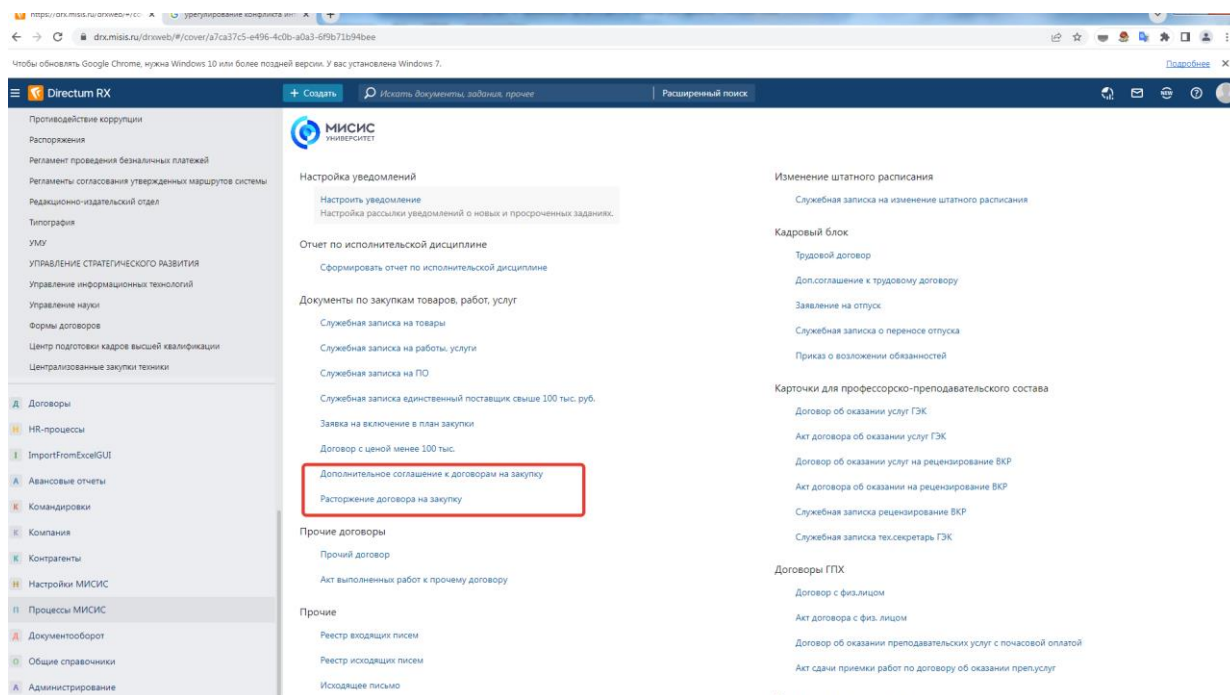 https://drx.misis.ru/drxweb/#/co
урегулирование конфликта инт
drx.misis.ru/drxweb/#/cover/a7ca37c5-e496-4c0b-a0a3-6f9b71b94bee
Чтобы обновлять Google Chrome, нужна Windows 10 или более поздней версии. У вас установлена Windows 7.
Подробнее
Directum RX
+ Создать
Искать документы, задания, прочее
Расширенный поиск
NEW
Противодействие коррупции
Распоряжения
Регламент проведения безналичных платежей
Регламенты согласования утвержденных маршрутов системы
Редакционно-издательский отдел
Типография
УМУ
УПРАВЛЕНИЕ СТРАТЕГИЧЕСКОГО РАЗВИТИЯ
Управление информационных технологий
Управление науки
Формы договоров
Центр подготовки кадров высшей квалификации
Централизованные закупки техники
Д Договоры
H HR-процессы
I ImportFromExcelGUI
А Авансовые отчеты
К Командировки
К Компания
К Контрагенты
Н Настройки МИСИС
П Процессы МИСИС
Д Документооборот
О Общие справочники
А Администрирование
МИСИС
УНИВЕРСИТЕТ
Настройка уведомлений
Настроить уведомление
Настройка рассылки уведомлений о новых и просроченных заданиях.
Отчет по исполнительской дисциплине
Сформировать отчет по исполнительской дисциплине
Документы по закупкам товаров, работ, услуг
Служебная записка на товары
Служебная записка на работы, услуги
Служебная записка на ПО
Служебная записка единственный поставщик свыше 100 тыс. руб.
Заявка на включение в план закупки
Договор с ценой менее 100 тыс.
Дополнительное соглашение к договорам на закупку
Расторжение договора на закупку
Прочие договоры
Прочий договор
Акт выполненных работ к прочему договору
Прочие
Реестр входящих писем
Реестр исходящих писем
Исходящее письмо
Изменение штатного расписания
Служебная записка на изменение штатного расписания
Кадровый блок
Трудовой договор
Доп.соглашение к трудовому договору
Заявление на отпуск
Служебная записка о переносе отпуска
Приказ о возложении обязанностей
Карточки для профессорско-преподавательского состава
Договор об оказании услуг ГЭК
Акт договора об оказании услуг ГЭК
Договор об оказании услуг на рецензирование ВКР
Акт договора об оказании на рецензирование ВКР
Служебная записка рецензирование ВКР
Служебная записка тех.секретарь ГЭК
Договоры ГПХ
Договор с физ.лицом
Акт договора с физ. лицом
Договор об оказании преподавательских услуг с почасовой оплатой
Акт сдачи приемки работ по договору об оказании преп.услуг